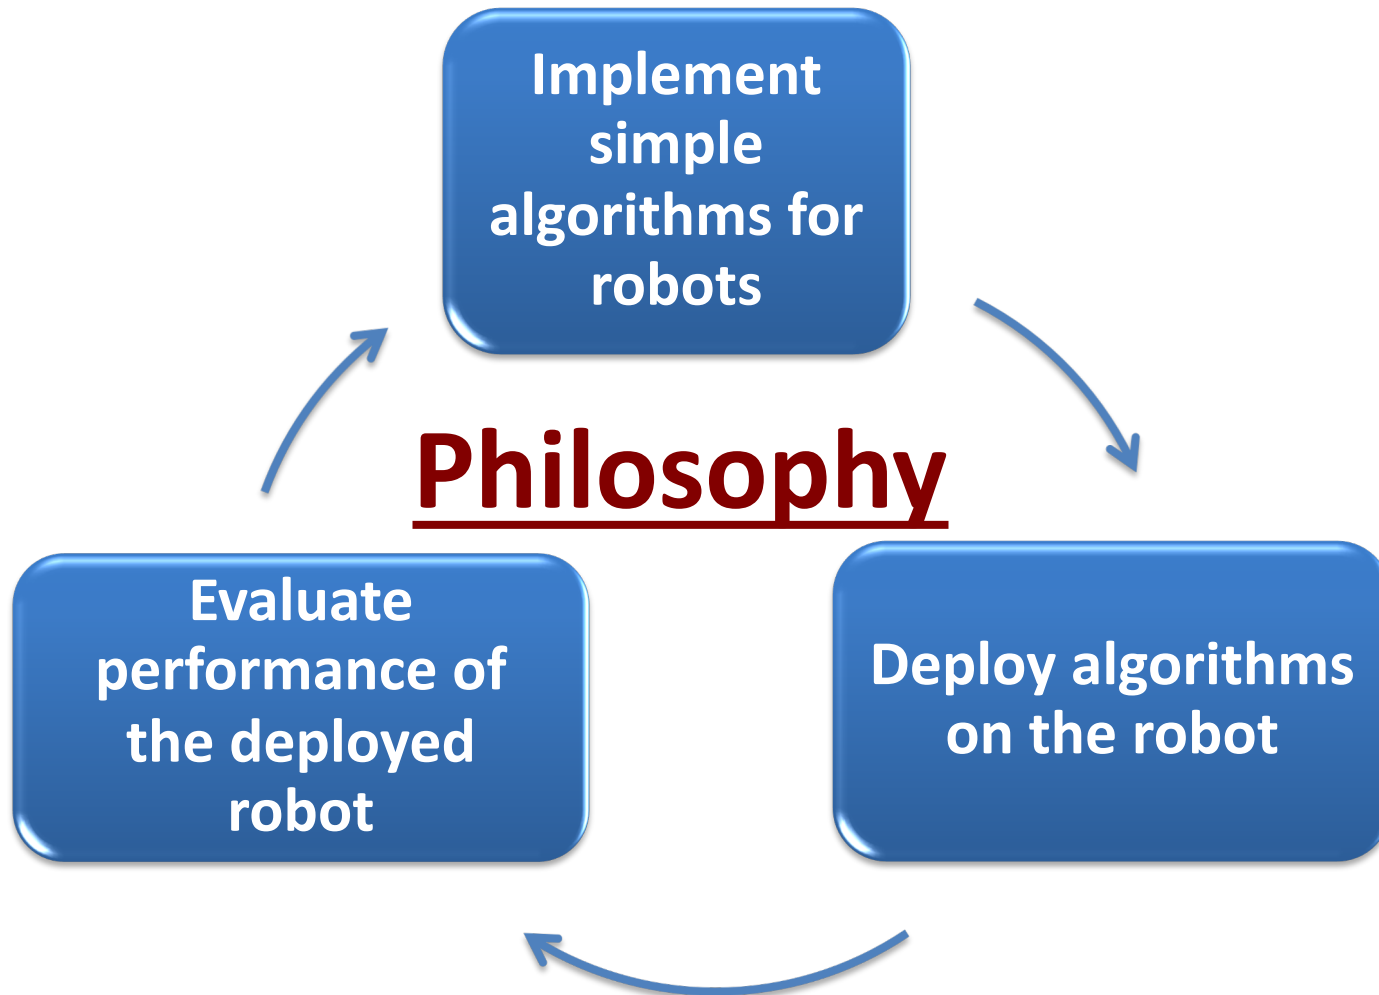 Implement
simple
algorithms for
robots
Philosophy
Evaluate
performance of
the deployed
robot
Deploy algorithms
on the robot